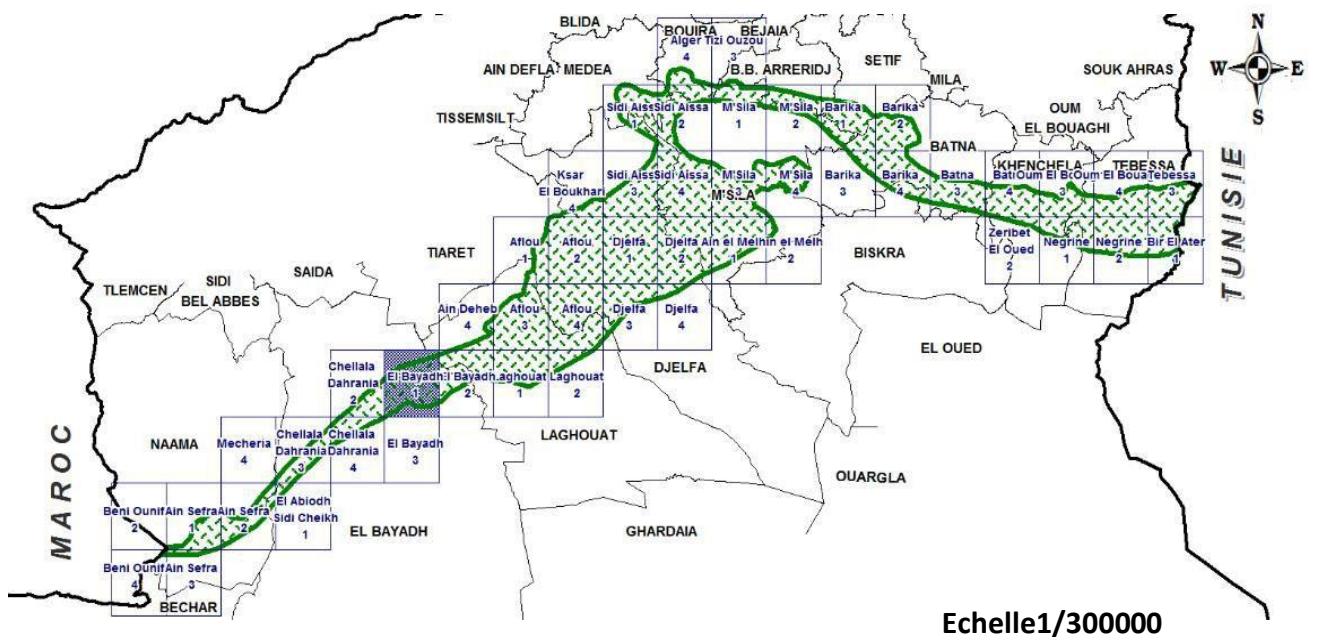 BLIDA
BOUIRA
BEJAIA
N
Alger
4
Tizi Ouzou
3
SETIF
AIN DEFLA
MEDEA
B.B. ARRERIDJ
MILA
SOUK AHRAS
W
E
S
TISSEMSILT
Sidi Aiss
1
Sidi Aissa
2
M'Sila
1
M'Sila
2
Barika
1
Barika
2
OUM
EL BOUAGHI
BATNA
KHENCHELA
TEBESSA
TUNISIE
Ksar
El Boukhari
4
Sidi Aiss
3
Sidi Aissa
4
M'Sila
3
M'SILA
M'Sila
4
Barika
3
Barika
4
Batna
3
Bat
4
Oum El Bo
3
Oum El Boua
4
Tebessa
3
TIARET
Aflou
1
Aflou
2
Djelfa
1
Djelfa
2
Ain el Melh
1
n el Melh
2
BISKRA
Zeribet
El Oued
2
Negrine
1
Negrine
2
Bir El Ater
1
TLEMCEN
SIDI
BEL ABBES
SAIDA
Ain Deheb
4
Aflou
3
Aflou
4
Djelfa
3
Djelfa
4
EL OUED
Chellala
Dahrania
2
El Bayadh
1
l Bayadh
2
Laghouat
1
Laghouat
2
DJELFA
MAROC
NAAMA
Mecheria
4
Chellala
Dahrania
3
Chellala
Dahrania
4
El Bayadh
3
LAGHOUAT
OUARGLA
Beni Ounif
2
Ain Sefra
1
Ain Sefra
2
El Abiodh
Sidi Cheikh
1
EL BAYADH
GHARDAIA
Beni Ounif
4
Ain Sefra
3
BECHAR
Echelle1/300000